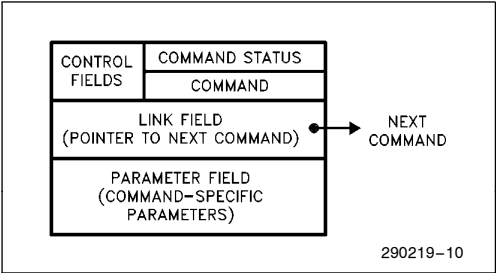 CONTROL
FIELDS
COMMAND STATUS
COMMAND
LINK FIELD
(POINTER TO NEXT COMMAND)
NEXT
COMMAND
PARAMETER FIELD
(COMMAND–SPECIFIC
PARAMETERS)
290219–10